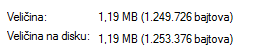 Veličina: 1,19 MB (1.249.726 bajtova)
Veličina na disku: 1,19 MB (1.253.376 bajtova)